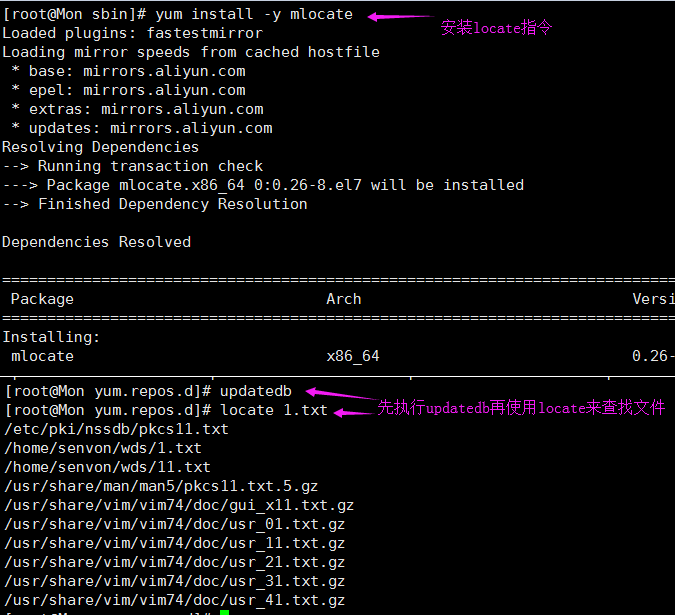 [root@Mon sbin]# yum install -y mlocate
安装locate指令
Loaded plugins: fastestmirror
Loading mirror speeds from cached hostfile
* base: mirrors.aliyun.com
* epel: mirrors.aliyun.com
* extras: mirrors.aliyun.com
* updates: mirrors.aliyun.com
Resolving Dependencies
--> Running transaction check
---> Package mlocate.x86_64 0:0.26-8.el7 will be installed
--> Finished Dependency Resolution
Dependencies Resolved
================================================================================
Package Arch Versi
================================================================================
Installing:
mlocate x86_64 0.26-
[root@Mon yum.repos.d]# updatedb
[root@Mon yum.repos.d]# locate 1.txt
先执行updatedb再使用locate来查找文件
/etc/pki/nssdb/pkcs11.txt
/home/senvon/wds/1.txt
/home/senvon/wds/11.txt
/usr/share/man/man5/pkcs11.txt.5.gz
/usr/share/vim/vim74/doc/gui_x11.txt.gz
/usr/share/vim/vim74/doc/usr_01.txt.gz
/usr/share/vim/vim74/doc/usr_11.txt.gz
/usr/share/vim/vim74/doc/usr_21.txt.gz
/usr/share/vim/vim74/doc/usr_31.txt.gz
/usr/share/vim/vim74/doc/usr_41.txt.gz